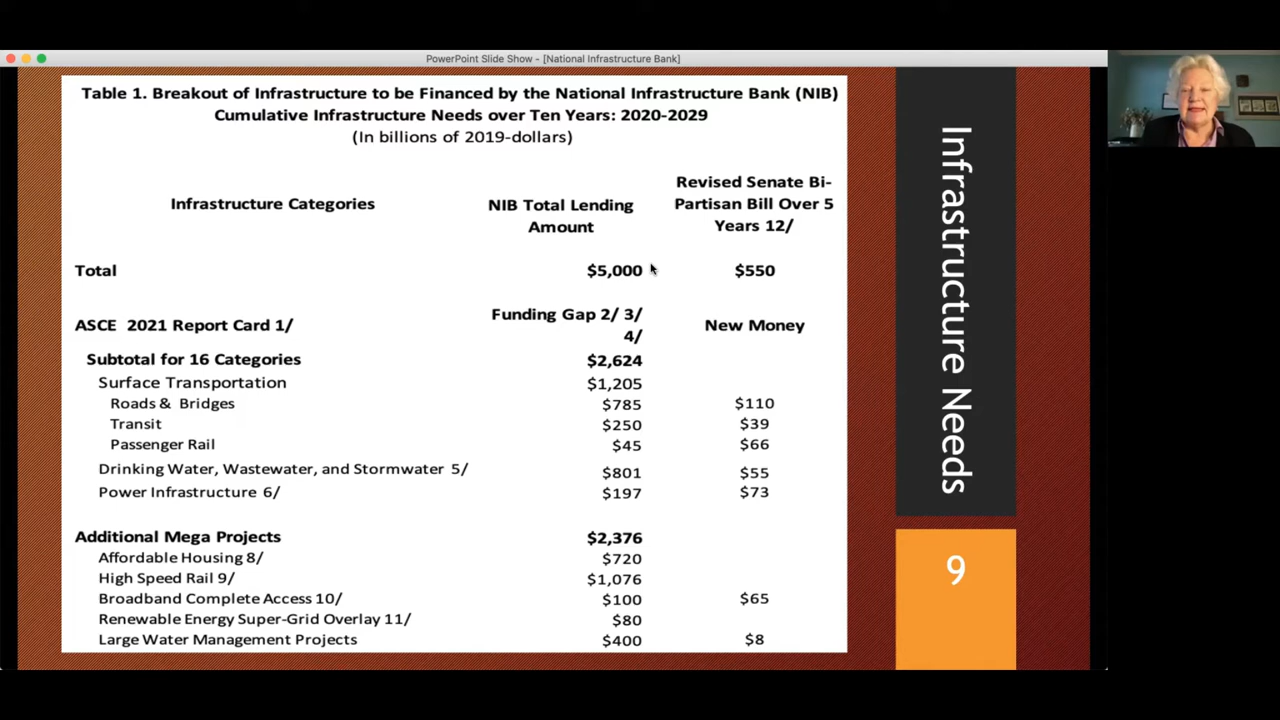 PowerPoint Slide Show - [National Infrastructure Bank]
Table 1. Breakout of Infrastructure to be Financed by the National Infrastructure Bank (NIB)
Cumulative Infrastructure Needs over Ten Years: 2020-2029
(In billions of 2019-dollars)
Infrastructure Categories
NIB Total Lending
Amount
Revised Senate Bi-
Partisan Bill Over 5
Years 12/
Total $5,000 $550
ASCE 2021 Report Card 1/
Funding Gap 2/ 3/
4/
New Money
Subtotal for 16 Categories $2,624
Surface Transportation $1,205
Roads & Bridges $785 $110
Transit $250 $39
Passenger Rail $45 $66
Drinking Water, Wastewater, and Stormwater 5/ $801 $55
Power Infrastructure 6/ $197 $73
Additional Mega Projects $2,376
Affordable Housing 8/ $720
High Speed Rail 9/ $1,076
Broadband Complete Access 10/ $100 $65
Renewable Energy Super-Grid Overlay 11/ $80
Large Water Management Projects $400 $8
Infrastructure Needs
9